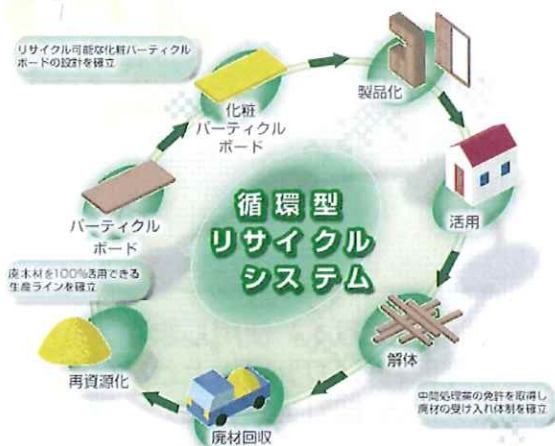 リサイクル可能な化粧パーティクル
ボードの設計を確立
化粧
パーティクル
ボード
製品化
活用
パーティクル
ボード
循環型
リサイクル
システム
廃木材を100%活用できる
生産ラインを確立
再資源化
廃材回収
解体
中間処理業の免許を取得し
廃材の受け入れ体制を確立